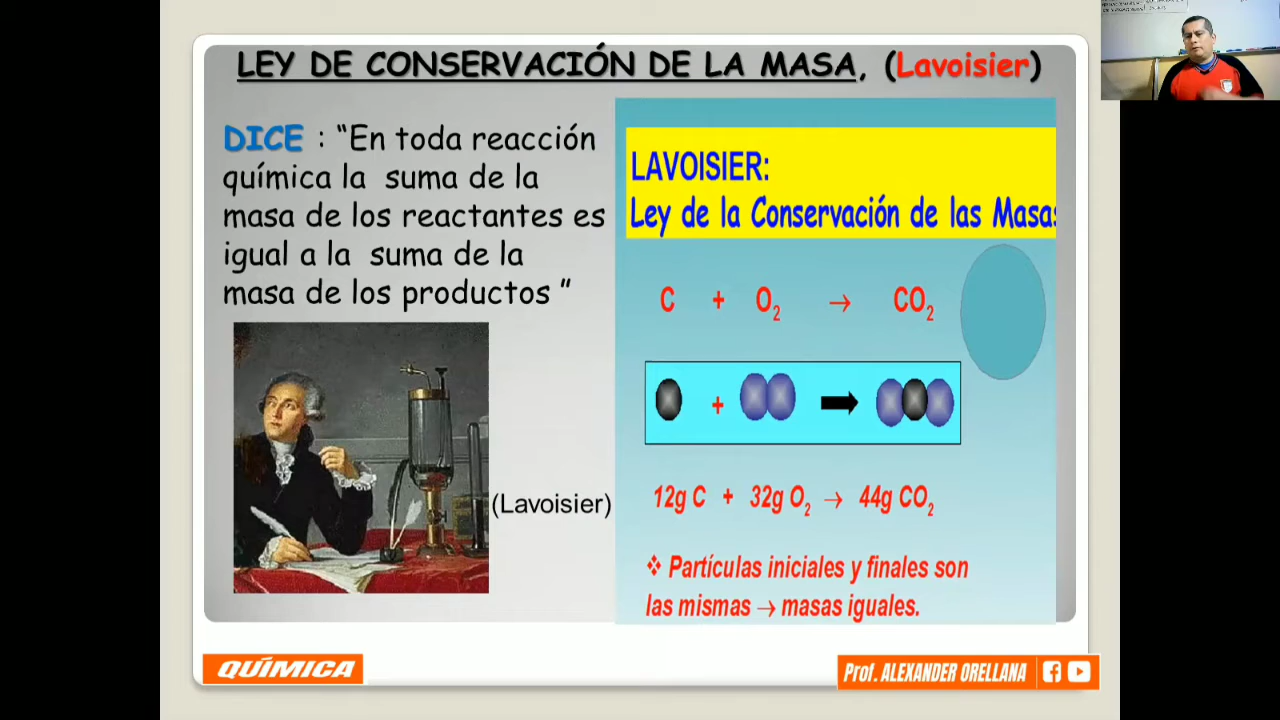 LEY DE CONSERVACIÓN DE LA MASA, (Lavoisier)
DICE : “En toda reacción
química la suma de la
masa de los reactantes es
igual a la suma de la
masa de los productos ”
(Lavoisier)
LAVOISIER:
Ley de la Conservación de las Masas
C + O₂ → CO₂
+
12g C + 32g O₂ → 44g CO₂
❖ Partículas iniciales y finales son
las mismas → masas iguales.
QUÍMICA
Prof. ALEXANDER ORELLANA